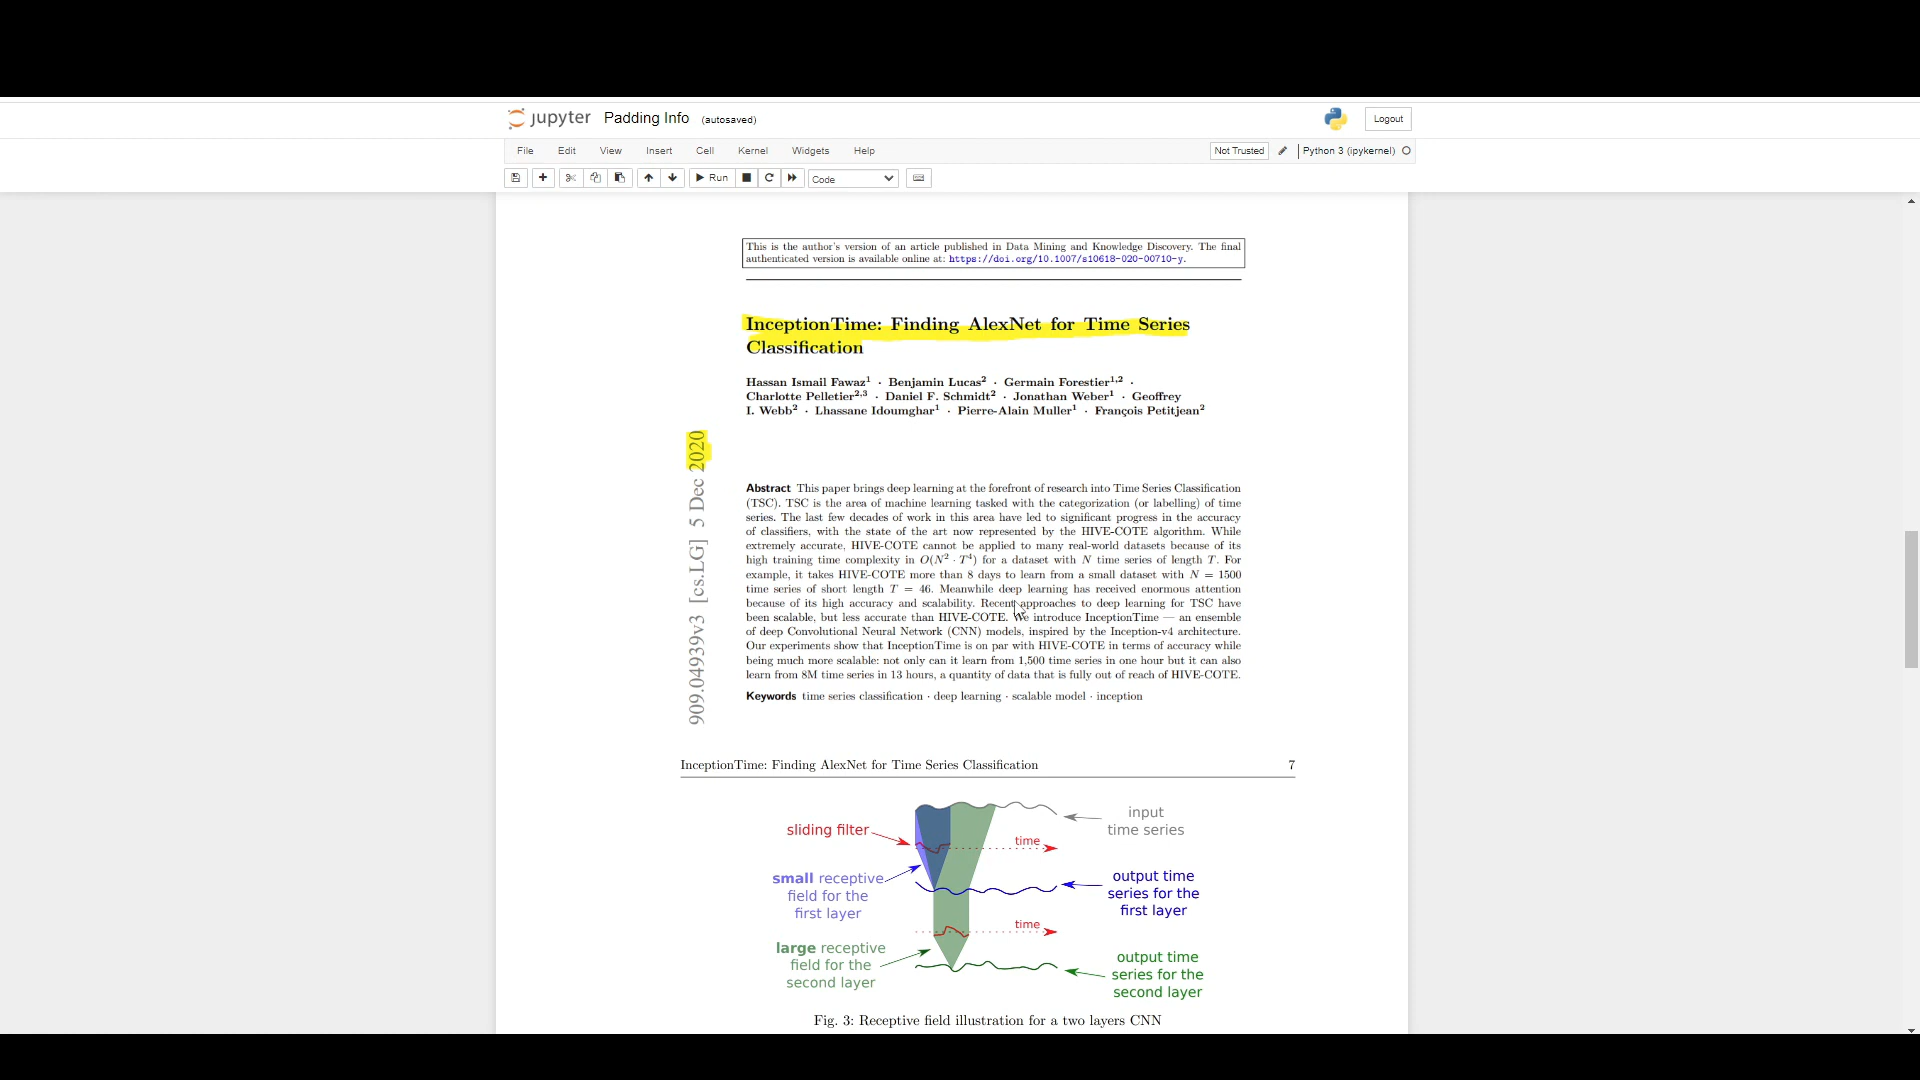 jupyter Padding Info (autosaved)
Logout
File Edit View Insert Cell Kernel Widgets Help
Not Trusted Python 3 (ipykernel)
Run Code
This is the author's version of an article published in Data Mining and Knowledge Discovery. The final
authenticated version is available online at: https://doi.org/10.1007/s10618-020-00710-y.
InceptionTime: Finding AlexNet for Time Series
Classification
Hassan Ismail Fawaz¹ · Benjamin Lucas² · Germain Forestier¹,² ·
Charlotte Pelletier²,³ · Daniel F. Schmidt² · Jonathan Weber¹ · Geoffrey
I. Webb² · Lhassane Idoumghar¹ · Pierre-Alain Muller¹ · François Petitjean²
909.04939v3 [cs.LG] 5 Dec 2020
Abstract This paper brings deep learning at the forefront of research into Time Series Classification
(TSC). TSC is the area of machine learning tasked with the categorization (or labelling) of time
series. The last few decades of work in this area have led to significant progress in the accuracy
of classifiers, with the state of the art now represented by the HIVE-COTE algorithm. While
extremely accurate, HIVE-COTE cannot be applied to many real-world datasets because of its
high training time complexity in O(N² · T⁴) for a dataset with N time series of length T. For
example, it takes HIVE-COTE more than 8 days to learn from a small dataset with N = 1500
time series of short length T = 46. Meanwhile deep learning has received enormous attention
because of its high accuracy and scalability. Recent approaches to deep learning for TSC have
been scalable, but less accurate than HIVE-COTE. We introduce InceptionTime — an ensemble
of deep Convolutional Neural Network (CNN) models, inspired by the Inception-v4 architecture.
Our experiments show that InceptionTime is on par with HIVE-COTE in terms of accuracy while
being much more scalable: not only can it learn from 1,500 time series in one hour but it can also
learn from 8M time series in 13 hours, a quantity of data that is fully out of reach of HIVE-COTE.
Keywords time series classification · deep learning · scalable model · inception
InceptionTime: Finding AlexNet for Time Series Classification 7
sliding filter
time
input
time series
small receptive
field for the
first layer
output time
series for the
first layer
time
large receptive
field for the
second layer
output time
series for the
second layer
Fig. 3: Receptive field illustration for a two layers CNN